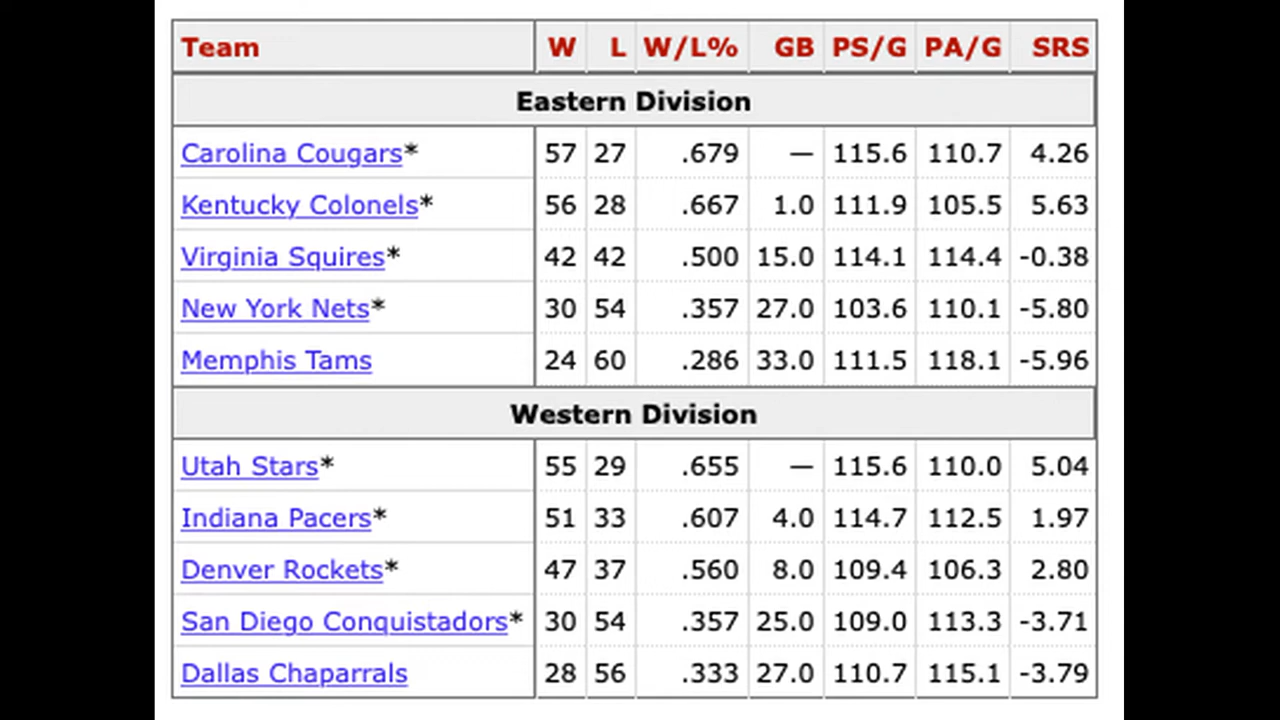 Team W L W/L% GB PS/G PA/G SRS
Eastern Division
Carolina Cougars* 57 27 .679 — 115.6 110.7 4.26
Kentucky Colonels* 56 28 .667 1.0 111.9 105.5 5.63
Virginia Squires* 42 42 .500 15.0 114.1 114.4 -0.38
New York Nets* 30 54 .357 27.0 103.6 110.1 -5.80
Memphis Tams 24 60 .286 33.0 111.5 118.1 -5.96
Western Division
Utah Stars* 55 29 .655 — 115.6 110.0 5.04
Indiana Pacers* 51 33 .607 4.0 114.7 112.5 1.97
Denver Rockets* 47 37 .560 8.0 109.4 106.3 2.80
San Diego Conquistadors* 30 54 .357 25.0 109.0 113.3 -3.71
Dallas Chaparrals 28 56 .333 27.0 110.7 115.1 -3.79